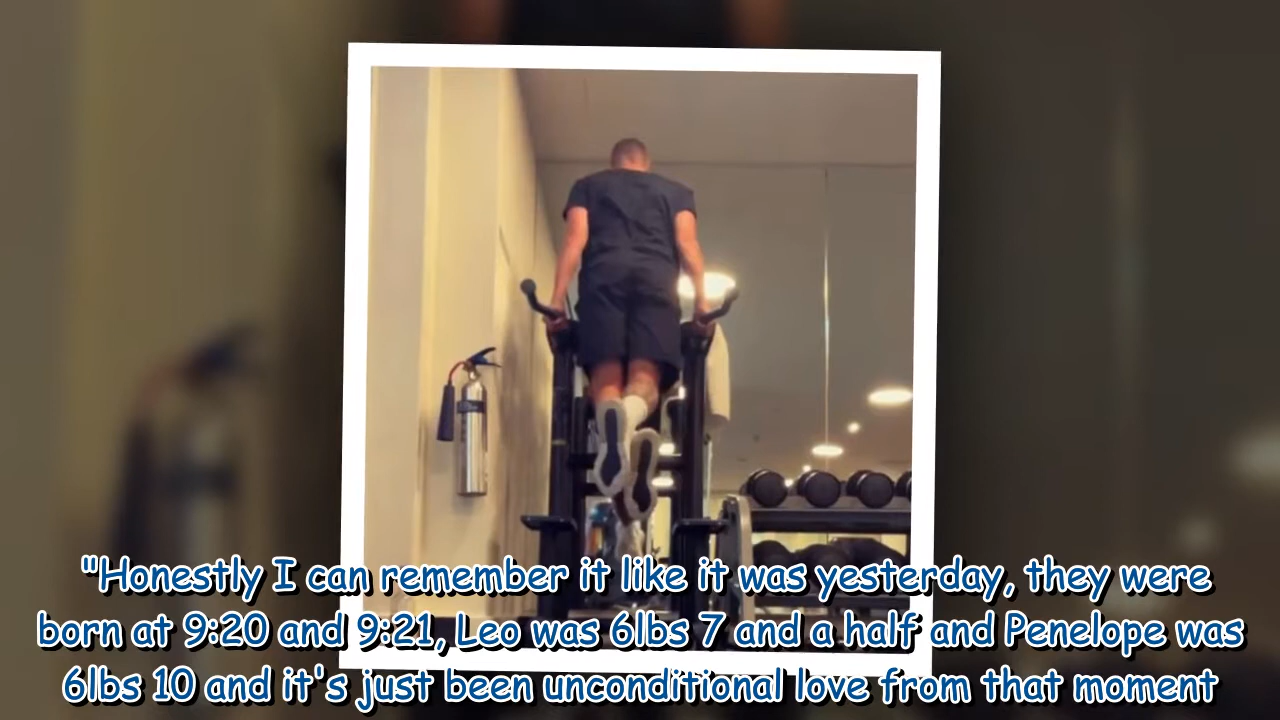 "Honestly I can remember it like it was yesterday, they were
born at 9:20 and 9:21, Leo was 6lbs 7 and a half and Penelope was
6lbs 10 and it's just been unconditional love from that moment